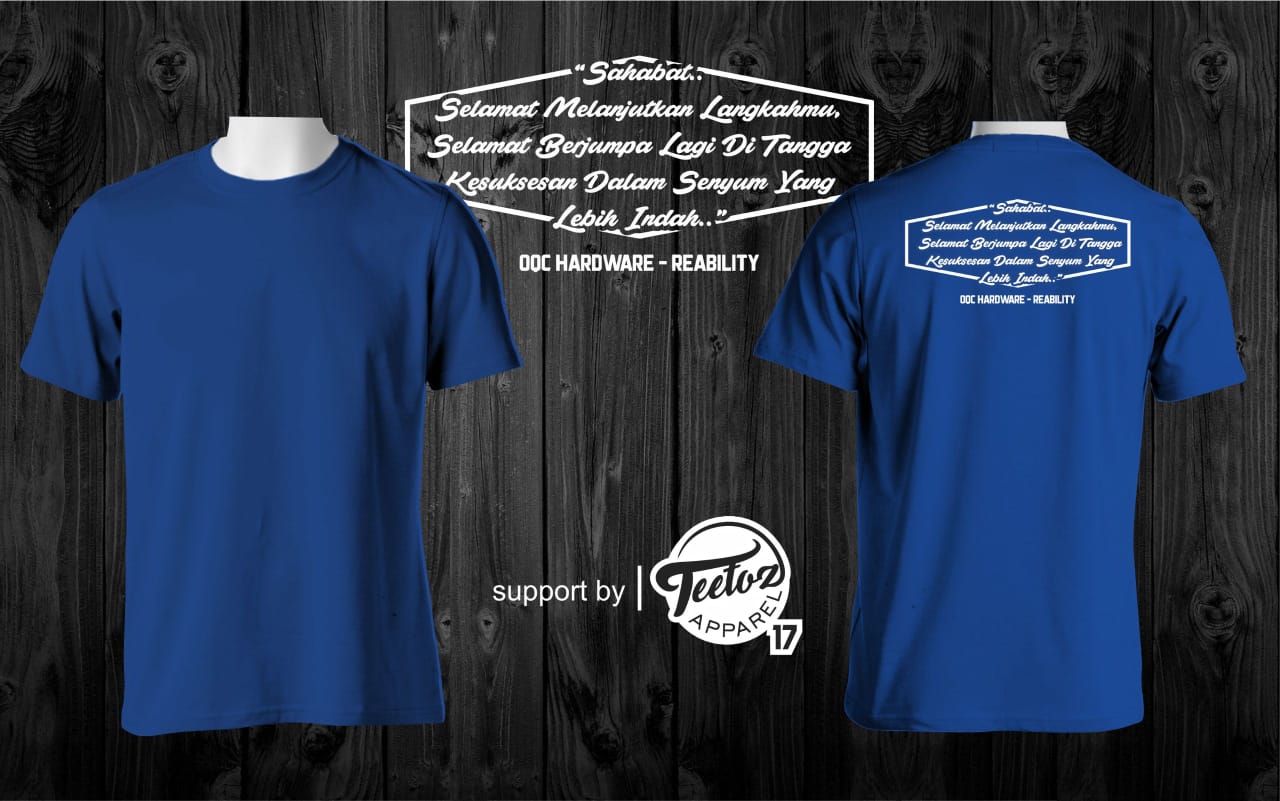 “Sahabat..
Selamat Melanjutkan Langkahmu,
Selamat Berjumpa Lagi Di Tangga
Kesuksesan Dalam Senyum Yang
Lebih Indah..”
OQC HARDWARE - REABILITY
“Sahabat..
Selamat Melanjutkan Langkahmu,
Selamat Berjumpa Lagi Di Tangga
Kesuksesan Dalam Senyum Yang
Lebih Indah..”
OQC HARDWARE - REABILITY
support by |
Teetoz
APPAREL
17